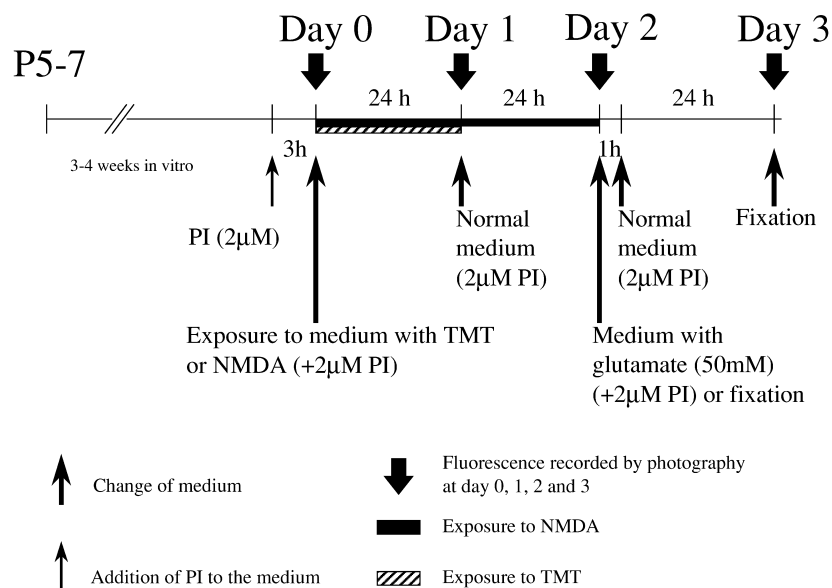 Day 0
Day 1
Day 2
Day 3
P5-7
24 h
24 h
24 h
3h
1h
3-4 weeks in vitro
PI (2μM)
Normal
medium
(2μM PI)
Normal
medium
(2μM PI)
Fixation
Exposure to medium with TMT
or NMDA (+2μM PI)
Medium with
glutamate (50mM)
(+2μM PI) or fixation
Change of medium
Addition of PI to the medium
Fluorescence recorded by photography
at day 0, 1, 2 and 3
Exposure to NMDA
Exposure to TMT